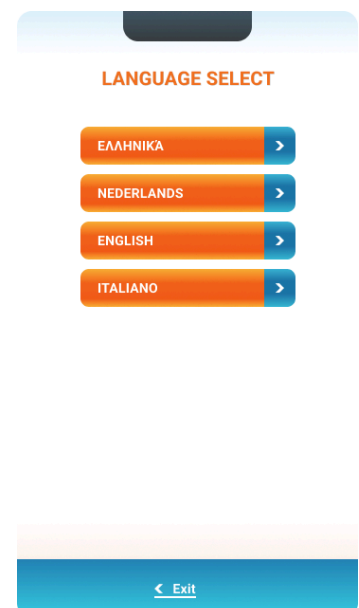 LANGUAGE SELECT
ΕΛΛΗΝΙΚΆ
NEDERLANDS
ENGLISH
ITALIANO
Exit